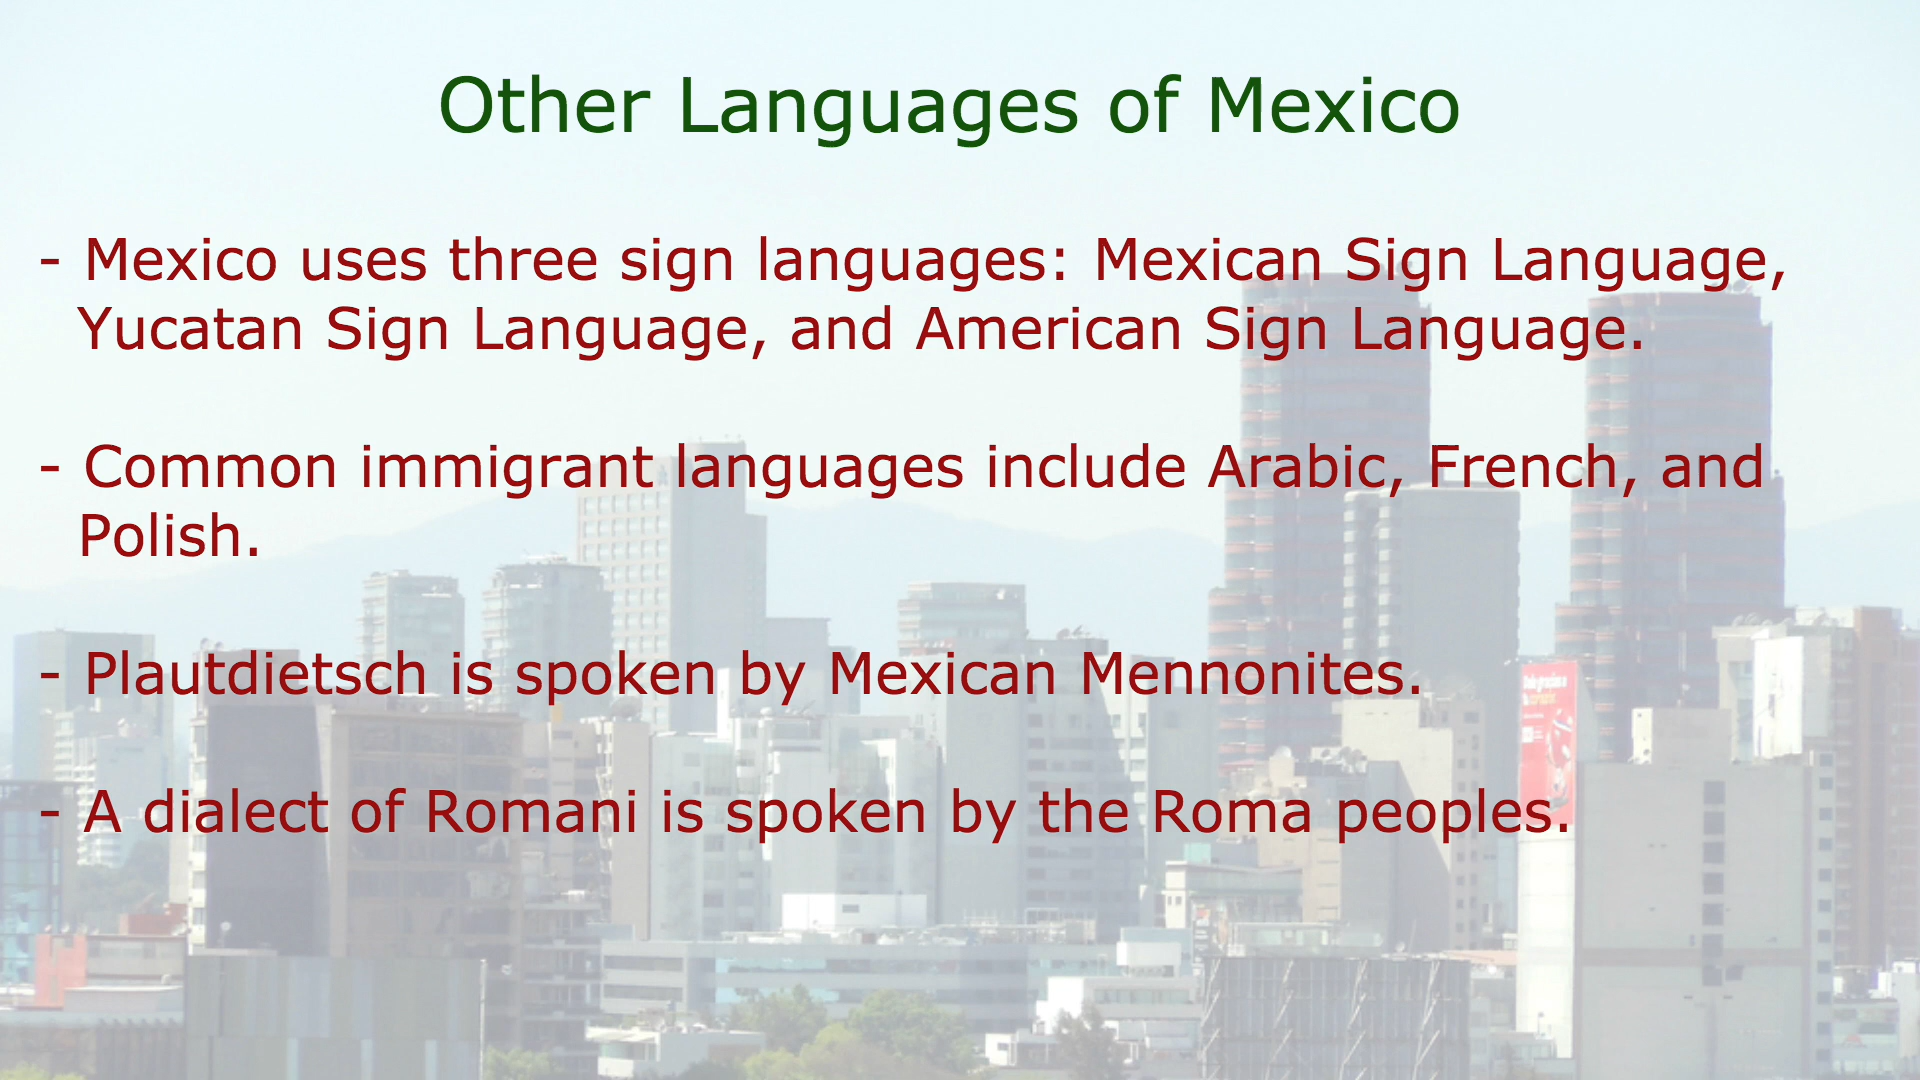 Other Languages of Mexico
- Mexico uses three sign languages: Mexican Sign Language,
Yucatan Sign Language, and American Sign Language.
- Common immigrant languages include Arabic, French, and
Polish.
- Plautdietsch is spoken by Mexican Mennonites.
- A dialect of Romani is spoken by the Roma peoples.